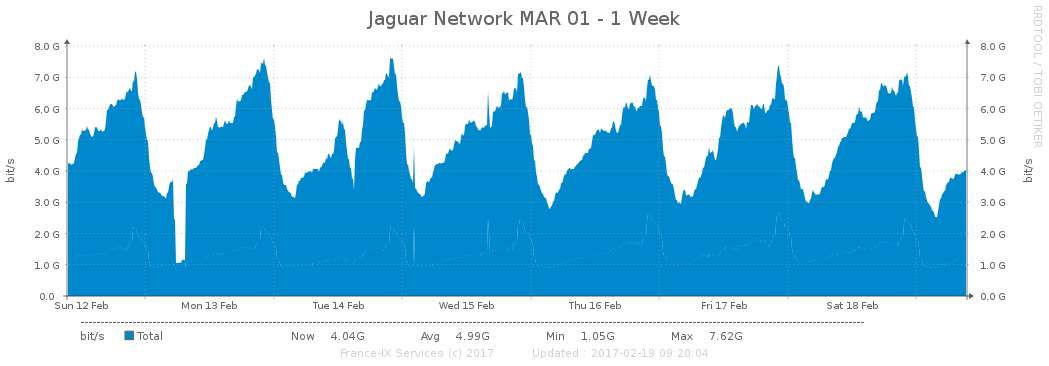 Jaguar Network MAR 01 - 1 Week
RRDTOOL / TOBI OETIKER
bit/s
8.0 G
7.0 G
6.0 G
5.0 G
4.0 G
3.0 G
2.0 G
1.0 G
0.0
8.0 G
7.0 G
6.0 G
5.0 G
4.0 G
3.0 G
2.0 G
1.0 G
0.0 G
bit/s
Sun 12 Feb Mon 13 Feb Tue 14 Feb Wed 15 Feb Thu 16 Feb Fri 17 Feb Sat 18 Feb
bit/s Total Now 4.04G Avg 4.99G Min 1.05G Max 7.62G
France-IX Services (c) 2017 Updated : 2017-02-19 09:20:04